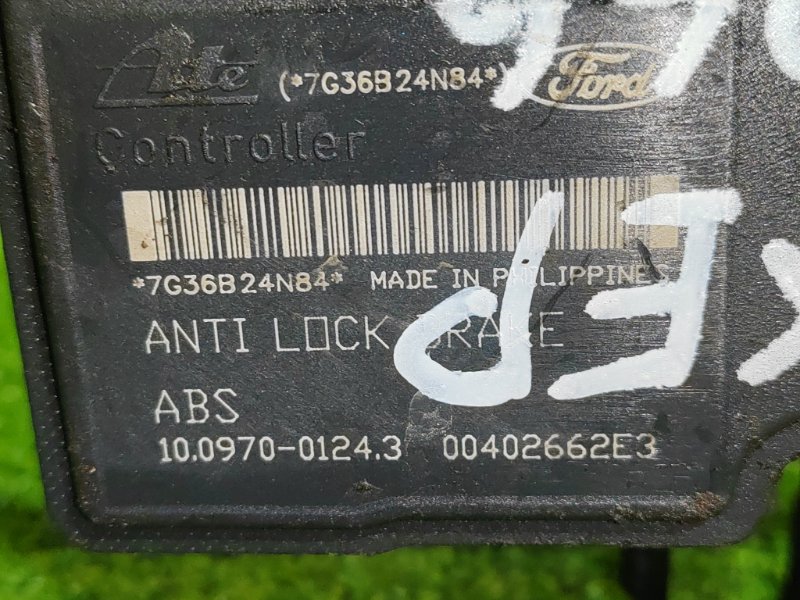 Ate (*7G36B24N84*) Ford
Controller
*7G36B24N84* MADE IN PHILIPPINES
ANTI LOCK BRAKE
ABS
10.0970-0124.3 00402662E3